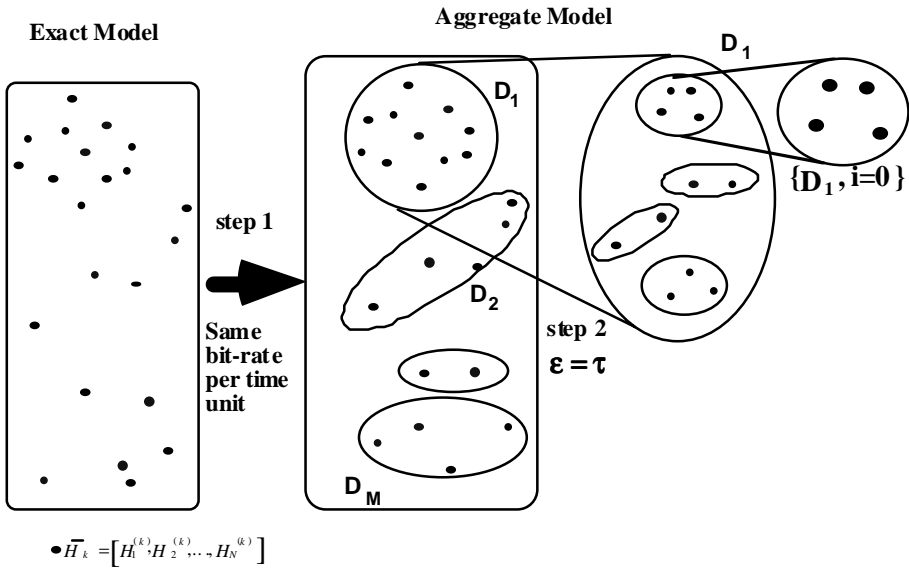 Exact Model
Aggregate Model
D1
D1
{D1, i=0}
step 1
Same
bit-rate
per time
unit
D2
step 2
ε = τ
DM
H̄k = [H1(k), H2(k), ..., HN(k)]